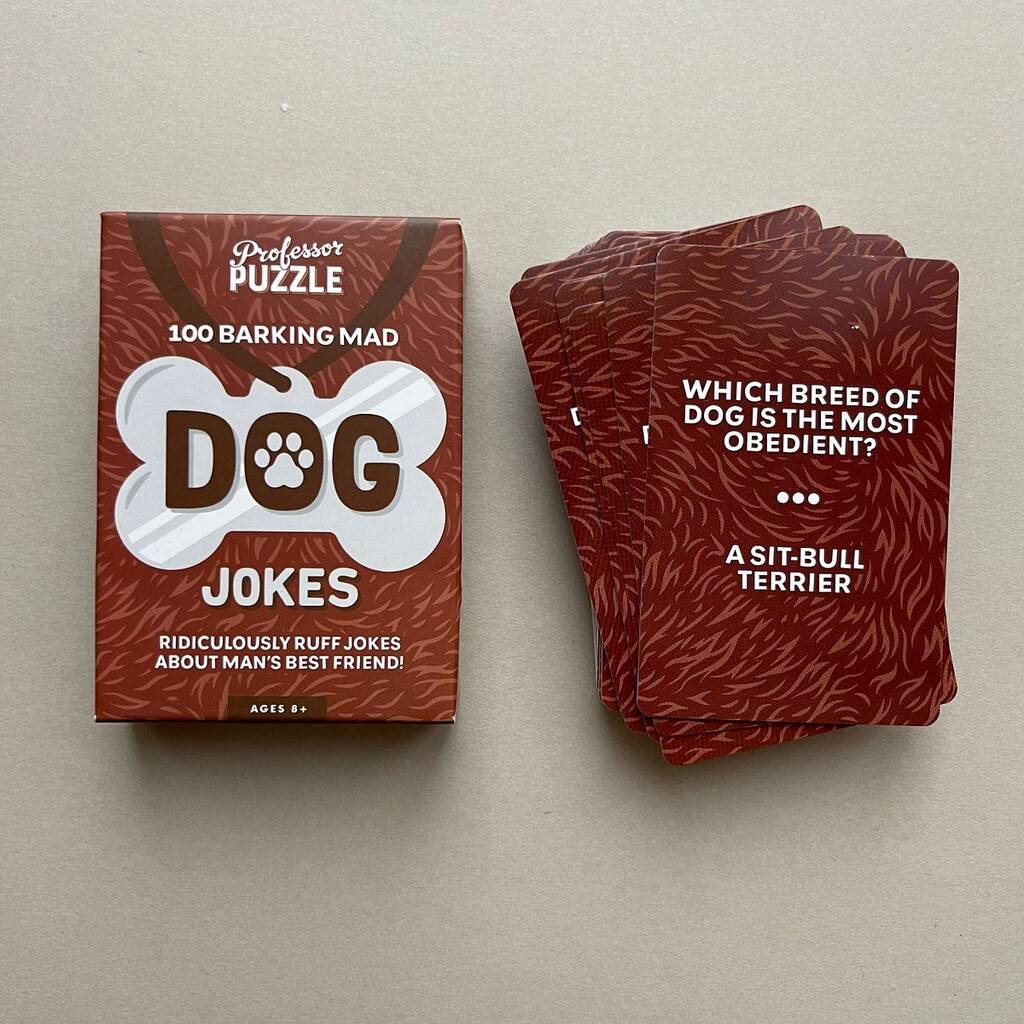 Professor
PUZZLE
100 BARKING MAD
DOG
JOKES
RIDICULOUSLY RUFF JOKES
ABOUT MAN'S BEST FRIEND!
AGES 8+
WHICH BREED OF
DOG IS THE MOST
OBEDIENT?
•••
A SIT-BULL
TERRIER